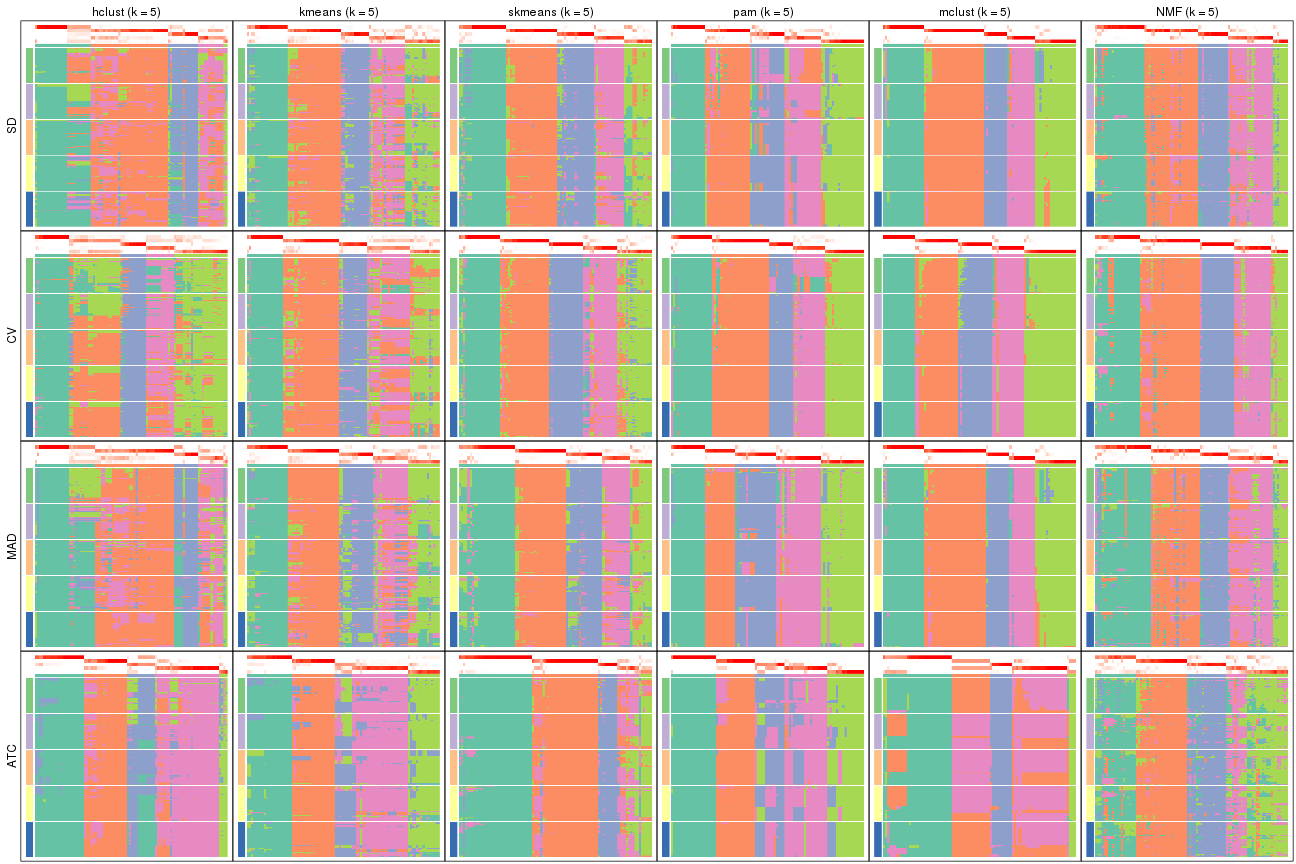 hclust (k = 5) kmeans (k = 5) skmeans (k = 5) pam (k = 5) mclust (k = 5) NMF (k = 5)
SD
CV
MAD
ATC